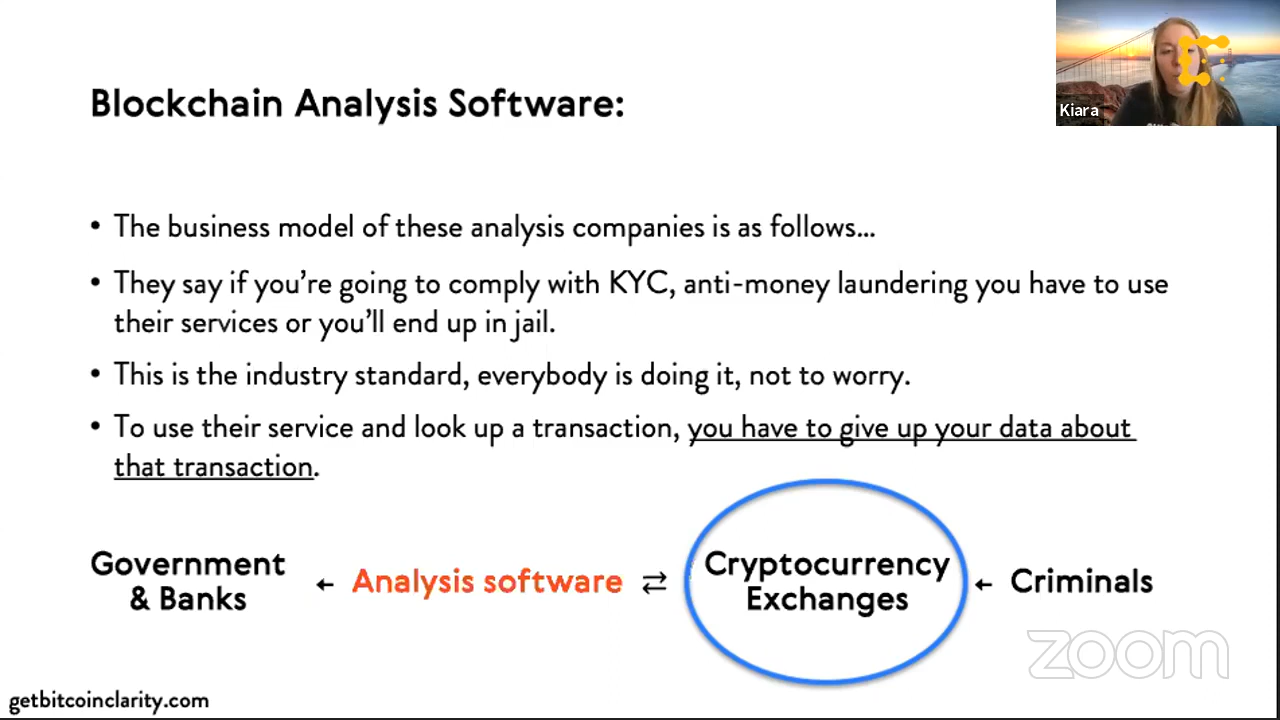 Blockchain Analysis Software:
Kiara
• The business model of these analysis companies is as follows...
• They say if you're going to comply with KYC, anti-money laundering you have to use
their services or you'll end up in jail.
• This is the industry standard, everybody is doing it, not to worry.
• To use their service and look up a transaction, you have to give up your data about
that transaction.
Government
& Banks
←
Analysis software
⇄
Cryptocurrency
Exchanges
←
Criminals
zoom
getbitcoinclarity.com